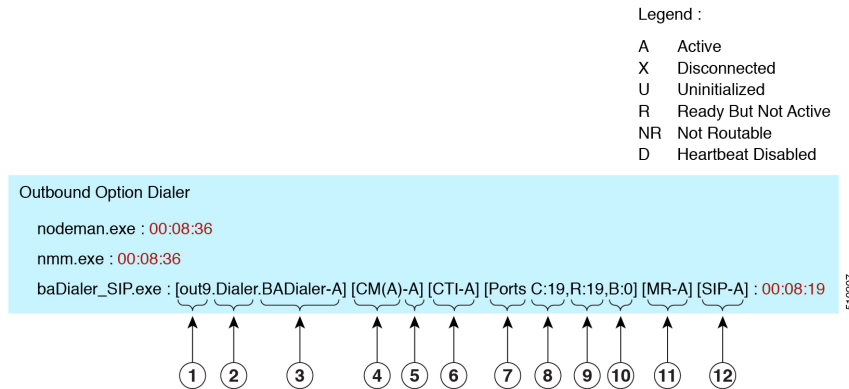 Legend :
A Active
X Disconnected
U Uninitialized
R Ready But Not Active
NR Not Routable
D Heartbeat Disabled
Outbound Option Dialer
nodeman.exe : 00:08:36
nmm.exe : 00:08:36
baDialer_SIP.exe : [out9.Dialer.BADialer-A] [CM(A)-A] [CTI-A] [Ports C:19,R:19,B:0] [MR-A] [SIP-A] : 00:08:19
1 2 3 4 5 6 7 8 9 10 11 12